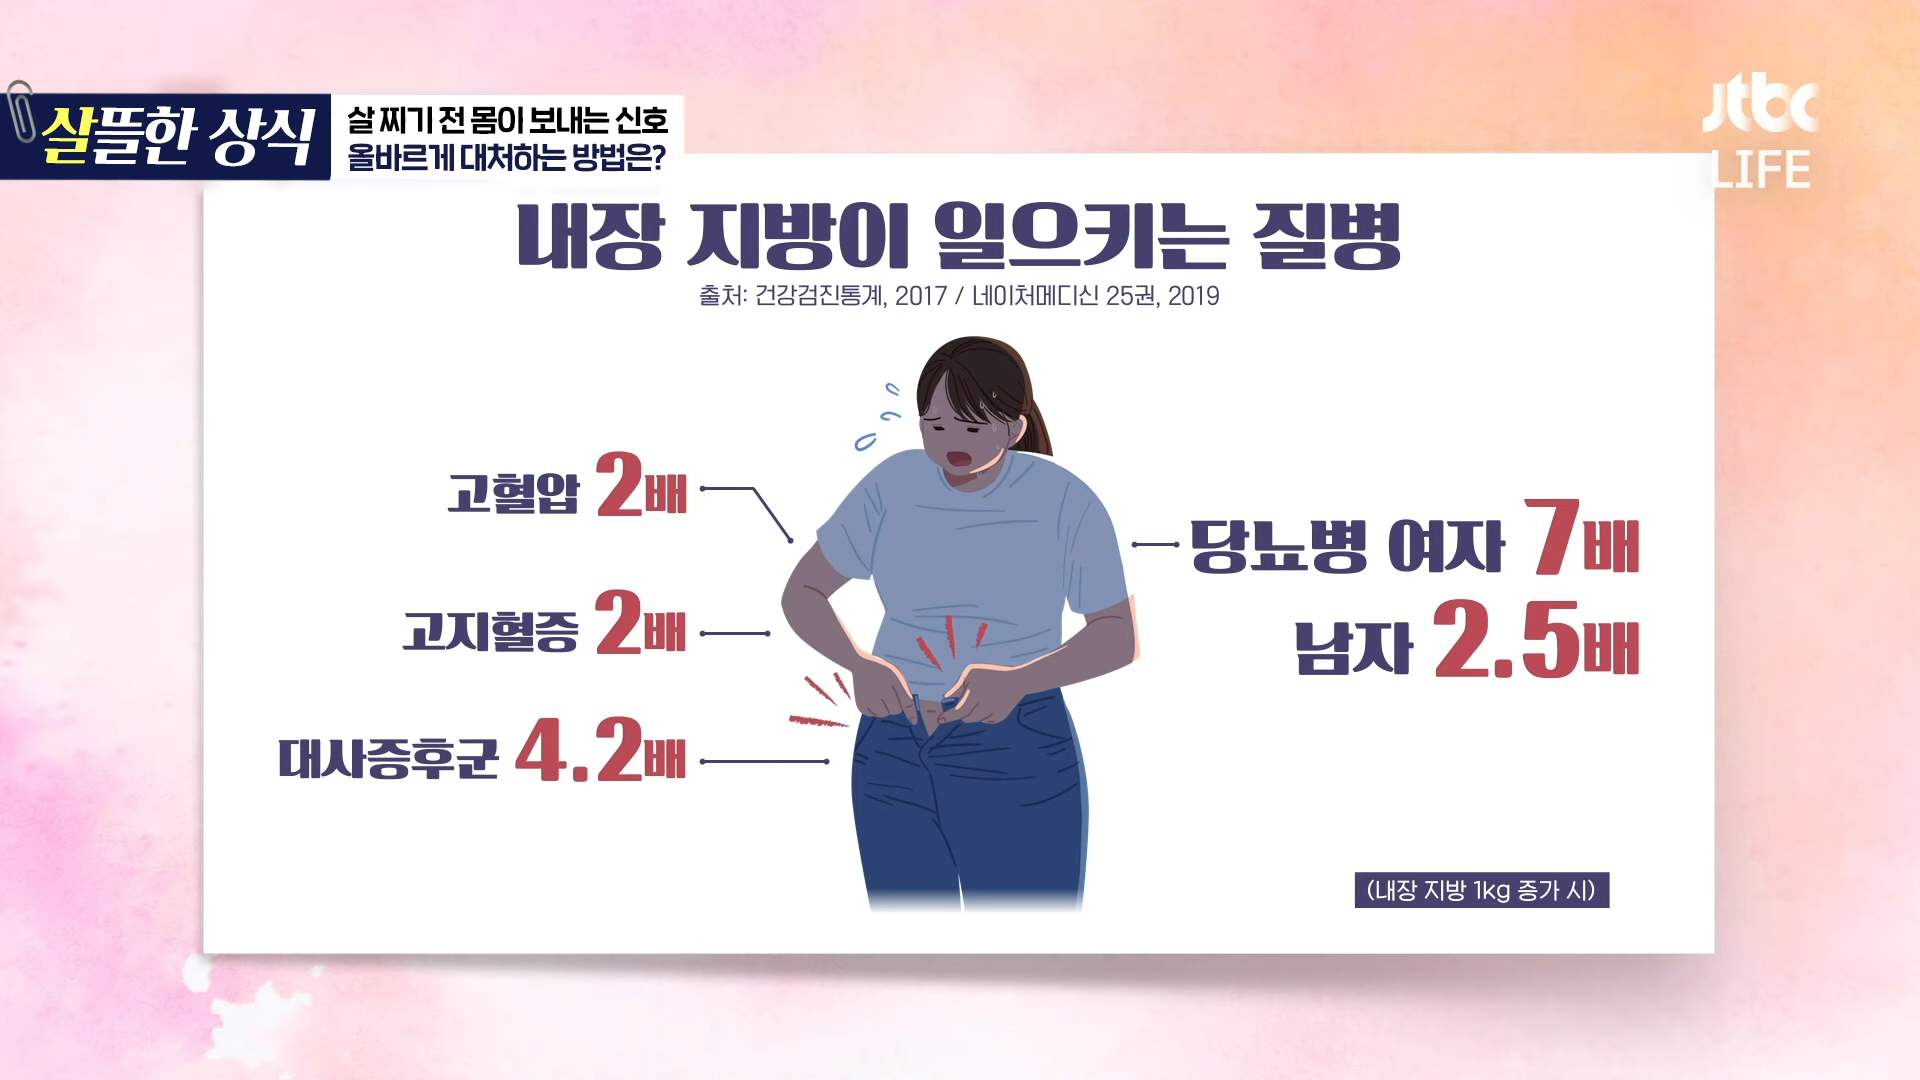 살뜰한 상식
살 찌기 전 몸이 보내는 신호
올바르게 대처하는 방법은?
jtbc
LIFE
내장 지방이 일으키는 질병
출처: 건강검진통계, 2017 / 네이처메디신 25권, 2019
고혈압 2배
고지혈증 2배
대사증후군 4.2배
당뇨병 여자 7배
남자 2.5배
(내장 지방 1kg 증가 시)